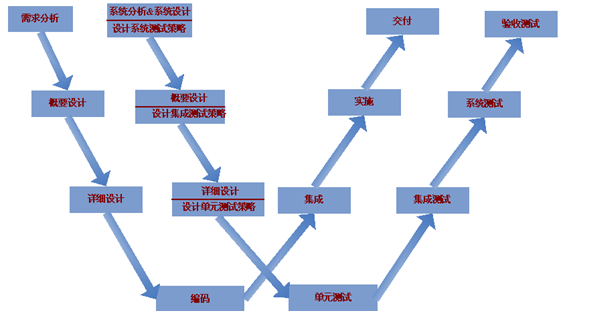 需求分析
系统分析&系统设计
设计系统测试策略
交付
验收测试
概要设计
概要设计
设计集成测试策略
实施
系统测试
详细设计
详细设计
设计单元测试策略
集成
集成测试
编码
单元测试